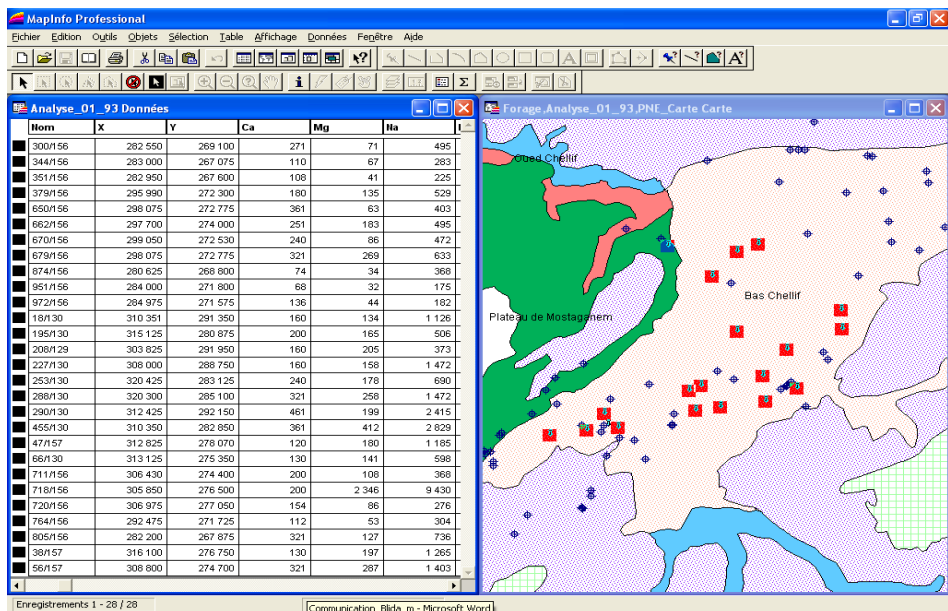 MapInfo Professional
Fichier Edition Outils Objets Sélection Table Affichage Données Fenêtre Aide
Analyse_01_93 Données
Nom X Y Ca Mg Na
300/156 282 550 269 100 271 71 495
344/156 283 000 267 075 110 67 283
351/156 282 950 267 600 108 41 225
379/156 295 990 272 300 180 135 529
650/156 298 075 272 775 361 63 403
662/156 297 700 274 000 251 183 495
670/156 299 050 272 530 240 86 472
679/156 298 075 272 775 321 269 633
874/156 280 625 268 800 74 34 368
951/156 284 000 271 800 68 32 175
972/156 284 975 271 575 136 44 182
18/130 310 351 291 350 160 134 1 126
195/130 315 125 280 875 200 165 506
208/129 303 825 291 950 160 205 373
227/130 308 000 288 750 160 158 1 472
253/130 320 425 283 125 240 178 690
288/130 320 300 285 100 321 258 1 472
290/130 312 425 292 150 461 199 2 415
455/130 310 350 282 850 361 412 2 829
47/157 312 825 278 070 120 180 1 185
66/130 313 125 275 350 130 141 598
711/156 306 430 274 400 200 108 368
718/156 305 850 276 500 200 2 346 9 430
720/156 306 975 277 050 154 86 276
764/156 292 475 271 725 112 53 304
805/156 282 200 267 875 321 127 736
38/157 316 100 276 750 130 197 1 265
56/157 308 800 274 700 321 287 1 403
Forage,Analyse_01_93,PNE_Carte Carte
Oued Chellif
Bas Chellif
Plateau de Mostaganem
Enregistrements 1 - 28 / 28
Communication_Blida_m - Microsoft Word